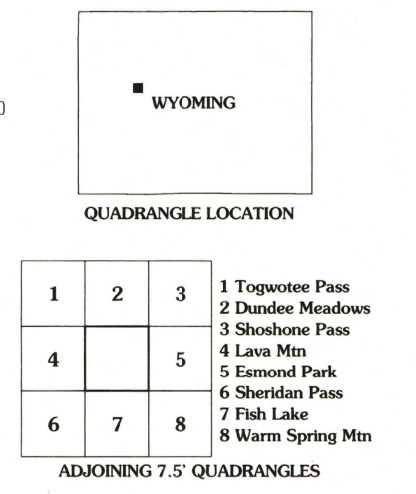 WYOMING
QUADRANGLE LOCATION
1 2 3
4 5
6 7 8
1 Togwotee Pass
2 Dundee Meadows
3 Shoshone Pass
4 Lava Mtn
5 Esmond Park
6 Sheridan Pass
7 Fish Lake
8 Warm Spring Mtn
ADJOINING 7.5' QUADRANGLES